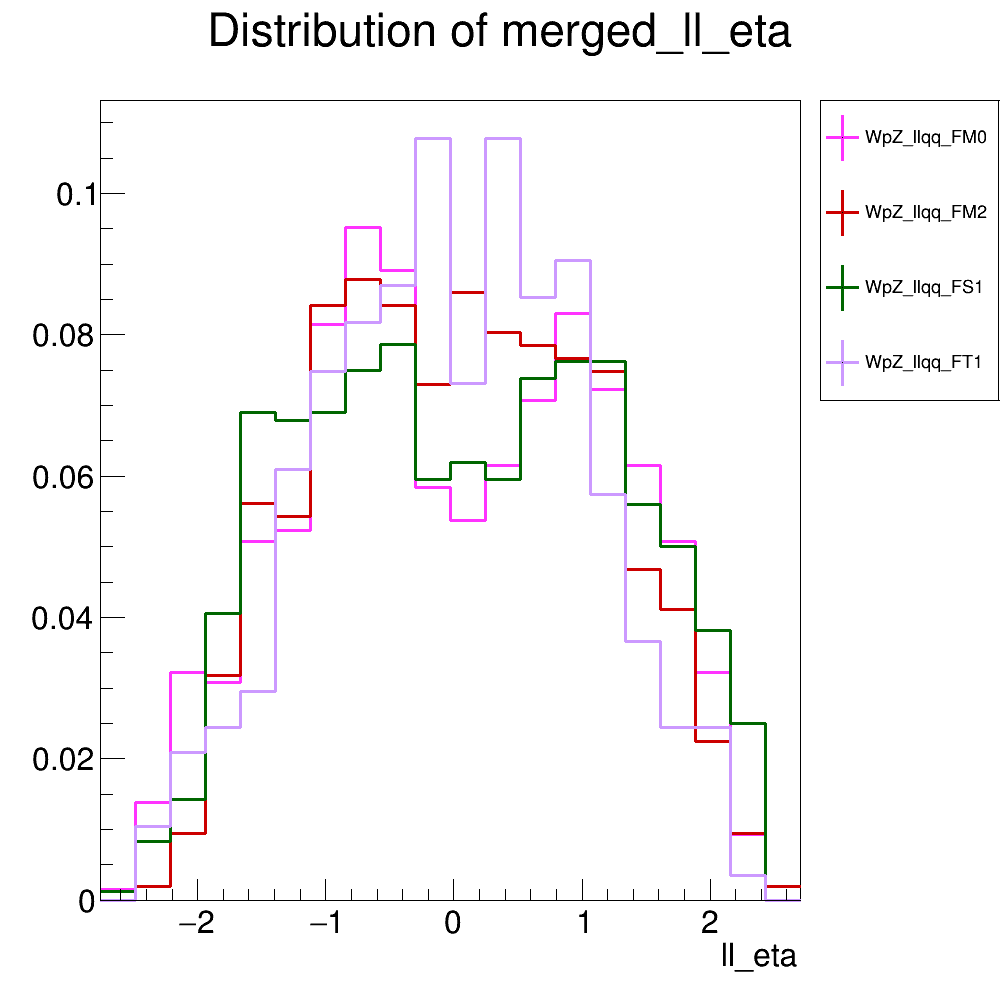 Distribution of merged_ll_eta
WpZ_llqq_FM0
WpZ_llqq_FM2
WpZ_llqq_FS1
WpZ_llqq_FT1
0.1
0.08
0.06
0.04
0.02
0
−2 −1 0 1 2
ll_eta